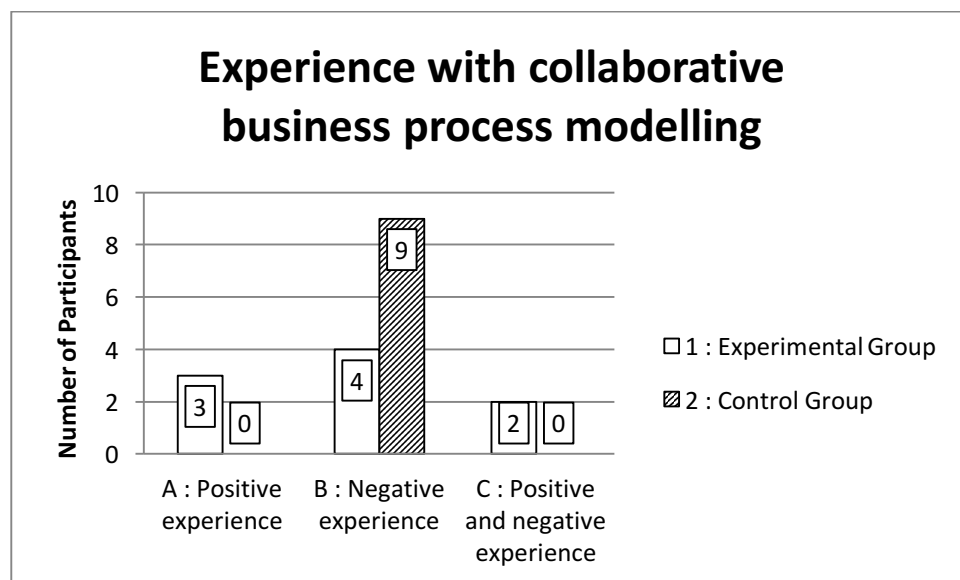 Experience with collaborative
business process modelling
Number of Participants
10
8
6
4
2
0
3
0
4
9
2
0
A : Positive
experience
B : Negative
experience
C : Positive
and negative
experience
1 : Experimental Group
2 : Control Group